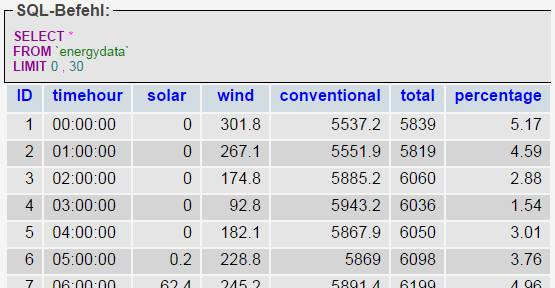 SQL-Befehl:
SELECT *
FROM `energydata`
LIMIT 0 , 30
ID timehour solar wind conventional total percentage
1 00:00:00 0 301.8 5537.2 5839 5.17
2 01:00:00 0 267.1 5551.9 5819 4.59
3 02:00:00 0 174.8 5885.2 6060 2.88
4 03:00:00 0 92.8 5943.2 6036 1.54
5 04:00:00 0 182.1 5867.9 6050 3.01
6 05:00:00 0.2 228.8 5869 6098 3.76
7 06:00:00 62.4 245.2 5891.4 6199 4.96